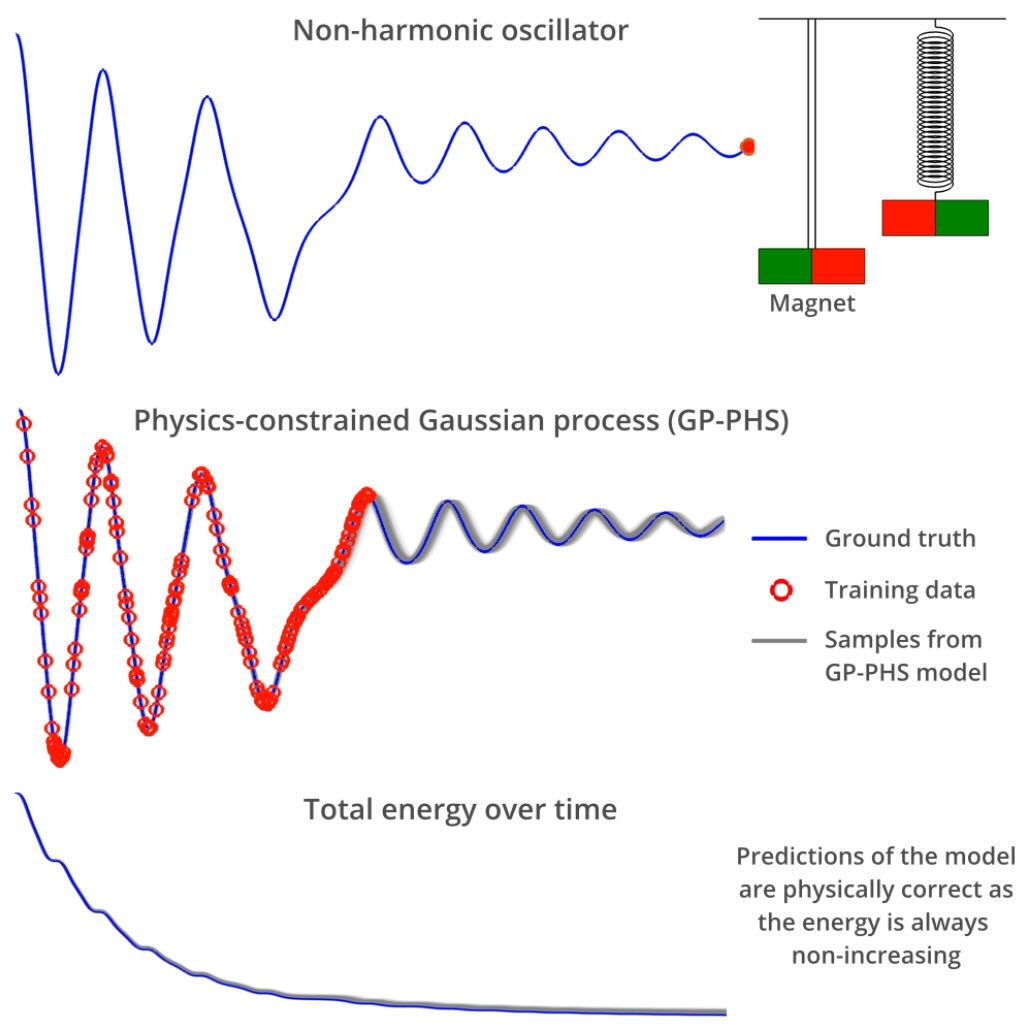 Non-harmonic oscillator
Magnet
Physics-constrained Gaussian process (GP-PHS)
Ground truth
Training data
Samples from
GP-PHS model
Total energy over time
Predictions of the model
are physically correct as
the energy is always
non-increasing